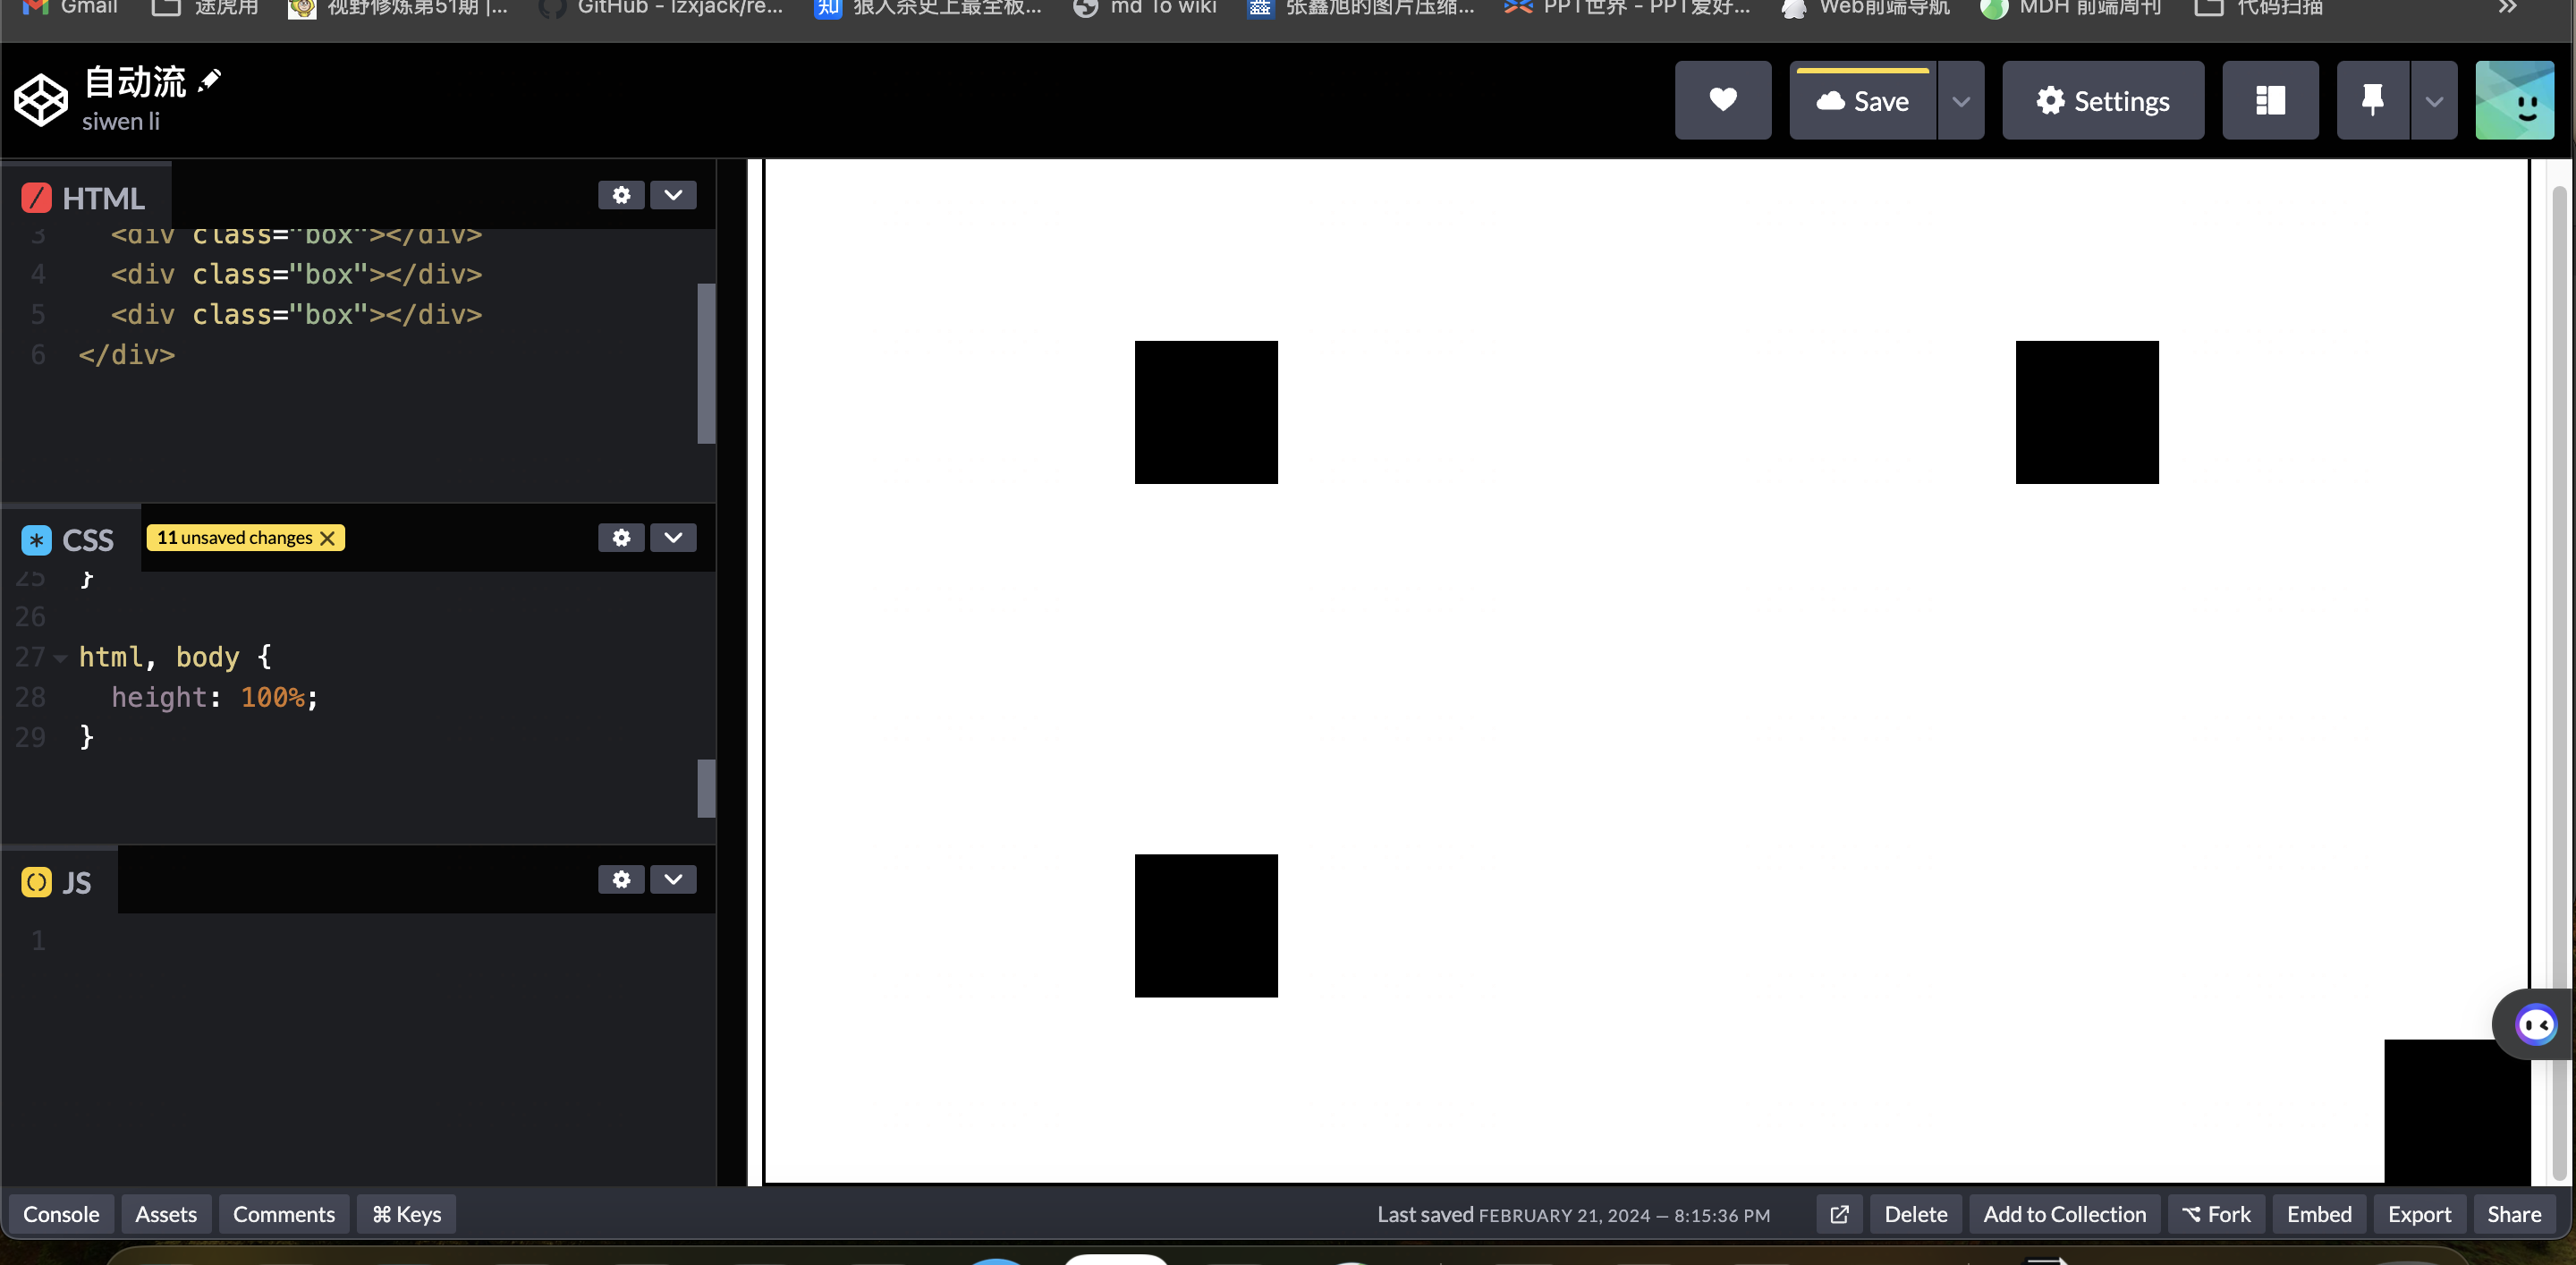 Gmail 途虎用 视野修炼第51期 |... GitHub - lzxjack/re... 知 狼人杀史上最全板... md To wiki 鑫 张鑫旭的图片压缩... PPT世界 - PPT爱好... Web前端导航 MDH 前端周刊 代码扫描 »
自动流
siwen li
Save Settings
HTML
3 <div class="box"></div>
4 <div class="box"></div>
5 <div class="box"></div>
6 </div>
CSS 11 unsaved changes
25 }
26
27 html, body {
28 height: 100%;
29 }
JS
1
Console Assets Comments ⌘ Keys Last saved FEBRUARY 21, 2024 — 8:15:36 PM Delete Add to Collection Fork Embed Export Share